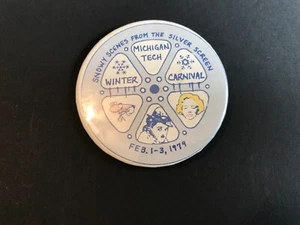 SNOWY SCENES FROM THE SILVER SCREEN
MICHIGAN
TECH
WINTER
CARNIVAL
FEB. 1-3, 1979